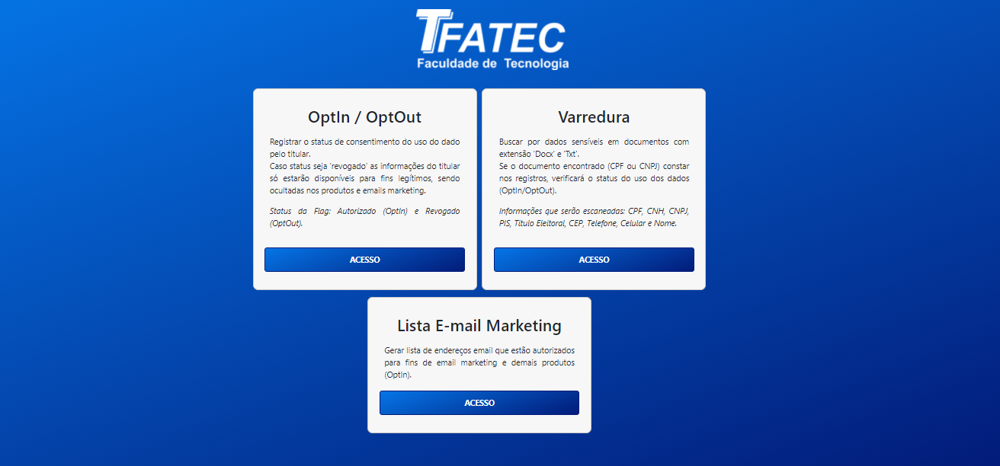 TFATEC
Faculdade de Tecnologia
OptIn / OptOut
Registrar o status de consentimento do uso do dado
pelo titular.
Caso status seja 'revogado' as informações do titular
só estarão disponíveis para fins legítimos, sendo
ocultadas nos produtos e emails marketing.
Status da Flag: Autorizado (OptIn) e Revogado
(OptOut).
ACESSO
Varredura
Buscar por dados sensíveis em documentos com
extensão 'Docx' e 'Txt'.
Se o documento encontrado (CPF ou CNPJ) constar
nos registros, verificará o status do uso dos dados
(OptIn/OptOut).
Informações que serão escaneadas: CPF, CNH, CNPJ,
PIS, Titulo Eleitoral, CEP, Telefone, Celular e Nome.
ACESSO
Lista E-mail Marketing
Gerar lista de endereços email que estão autorizados
para fins de email marketing e demais produtos
(OptIn).
ACESSO